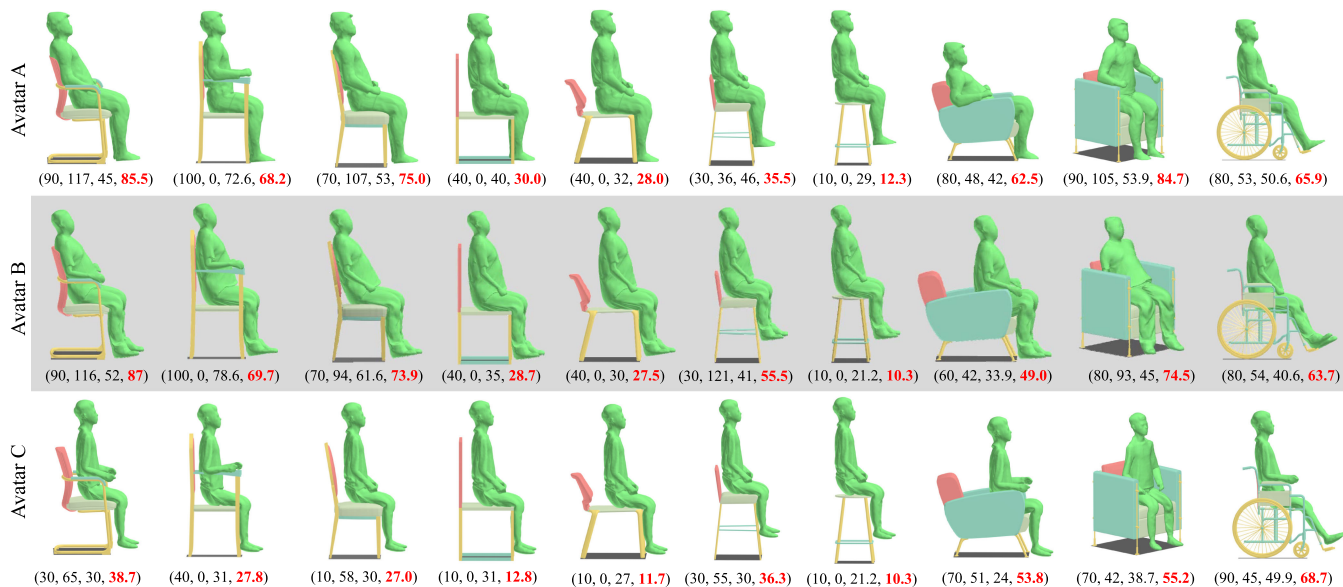 Avatar A
(90, 117, 45, 85.5) (100, 0, 72.6, 68.2) (70, 107, 53, 75.0) (40, 0, 40, 30.0) (40, 0, 32, 28.0) (30, 36, 46, 35.5) (10, 0, 29, 12.3) (80, 48, 42, 62.5) (90, 105, 53.9, 84.7) (80, 53, 50.6, 65.9)
Avatar B
(90, 116, 52, 87) (100, 0, 78.6, 69.7) (70, 94, 61.6, 73.9) (40, 0, 35, 28.7) (40, 0, 30, 27.5) (30, 121, 41, 55.5) (10, 0, 21.2, 10.3) (60, 42, 33.9, 49.0) (80, 93, 45, 74.5) (80, 54, 40.6, 63.7)
Avatar C
(30, 65, 30, 38.7) (40, 0, 31, 27.8) (10, 58, 30, 27.0) (10, 0, 31, 12.8) (10, 0, 27, 11.7) (30, 55, 30, 36.3) (10, 0, 21.2, 10.3) (70, 51, 24, 53.8) (70, 42, 38.7, 55.2) (90, 45, 49.9, 68.7)